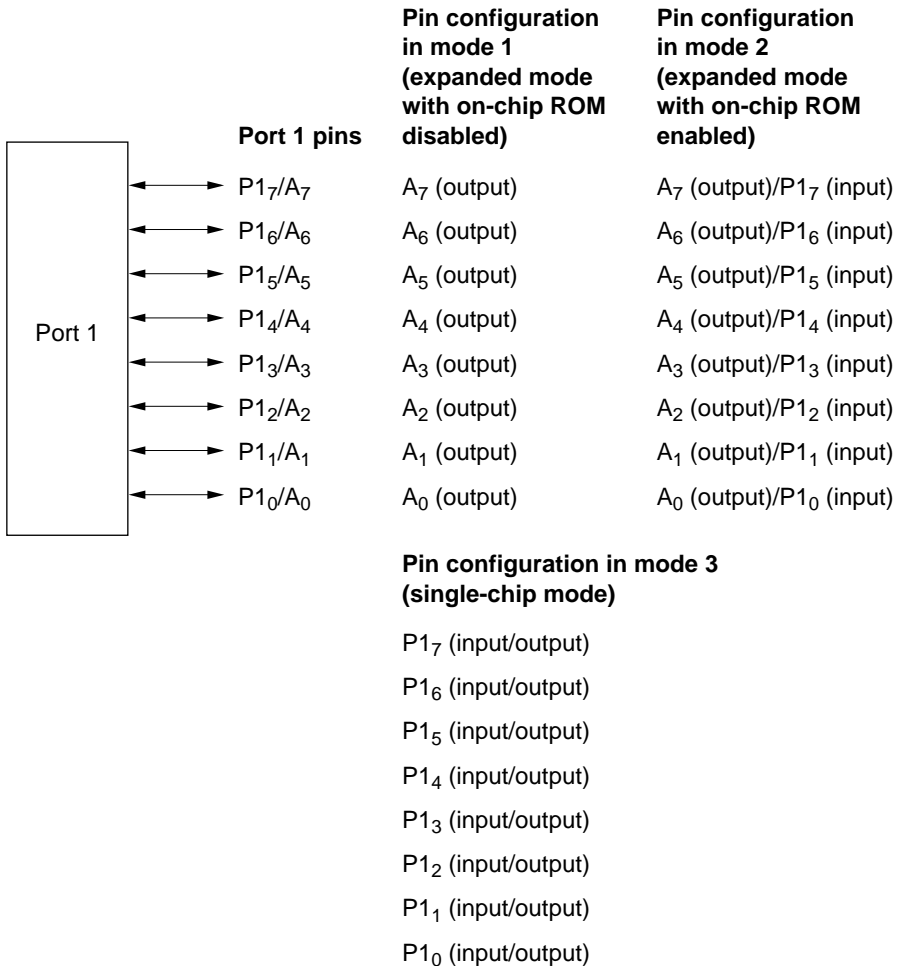 Pin configuration in mode 1 (expanded mode with on-chip ROM disabled)
Pin configuration in mode 2 (expanded mode with on-chip ROM enabled)
Port 1 pins
Port 1
P1₇/A₇ A₇ (output) A₇ (output)/P1₇ (input)
P1₆/A₆ A₆ (output) A₆ (output)/P1₆ (input)
P1₅/A₅ A₅ (output) A₅ (output)/P1₅ (input)
P1₄/A₄ A₄ (output) A₄ (output)/P1₄ (input)
P1₃/A₃ A₃ (output) A₃ (output)/P1₃ (input)
P1₂/A₂ A₂ (output) A₂ (output)/P1₂ (input)
P1₁/A₁ A₁ (output) A₁ (output)/P1₁ (input)
P1₀/A₀ A₀ (output) A₀ (output)/P1₀ (input)
Pin configuration in mode 3
(single-chip mode)
P1₇ (input/output)
P1₆ (input/output)
P1₅ (input/output)
P1₄ (input/output)
P1₃ (input/output)
P1₂ (input/output)
P1₁ (input/output)
P1₀ (input/output)